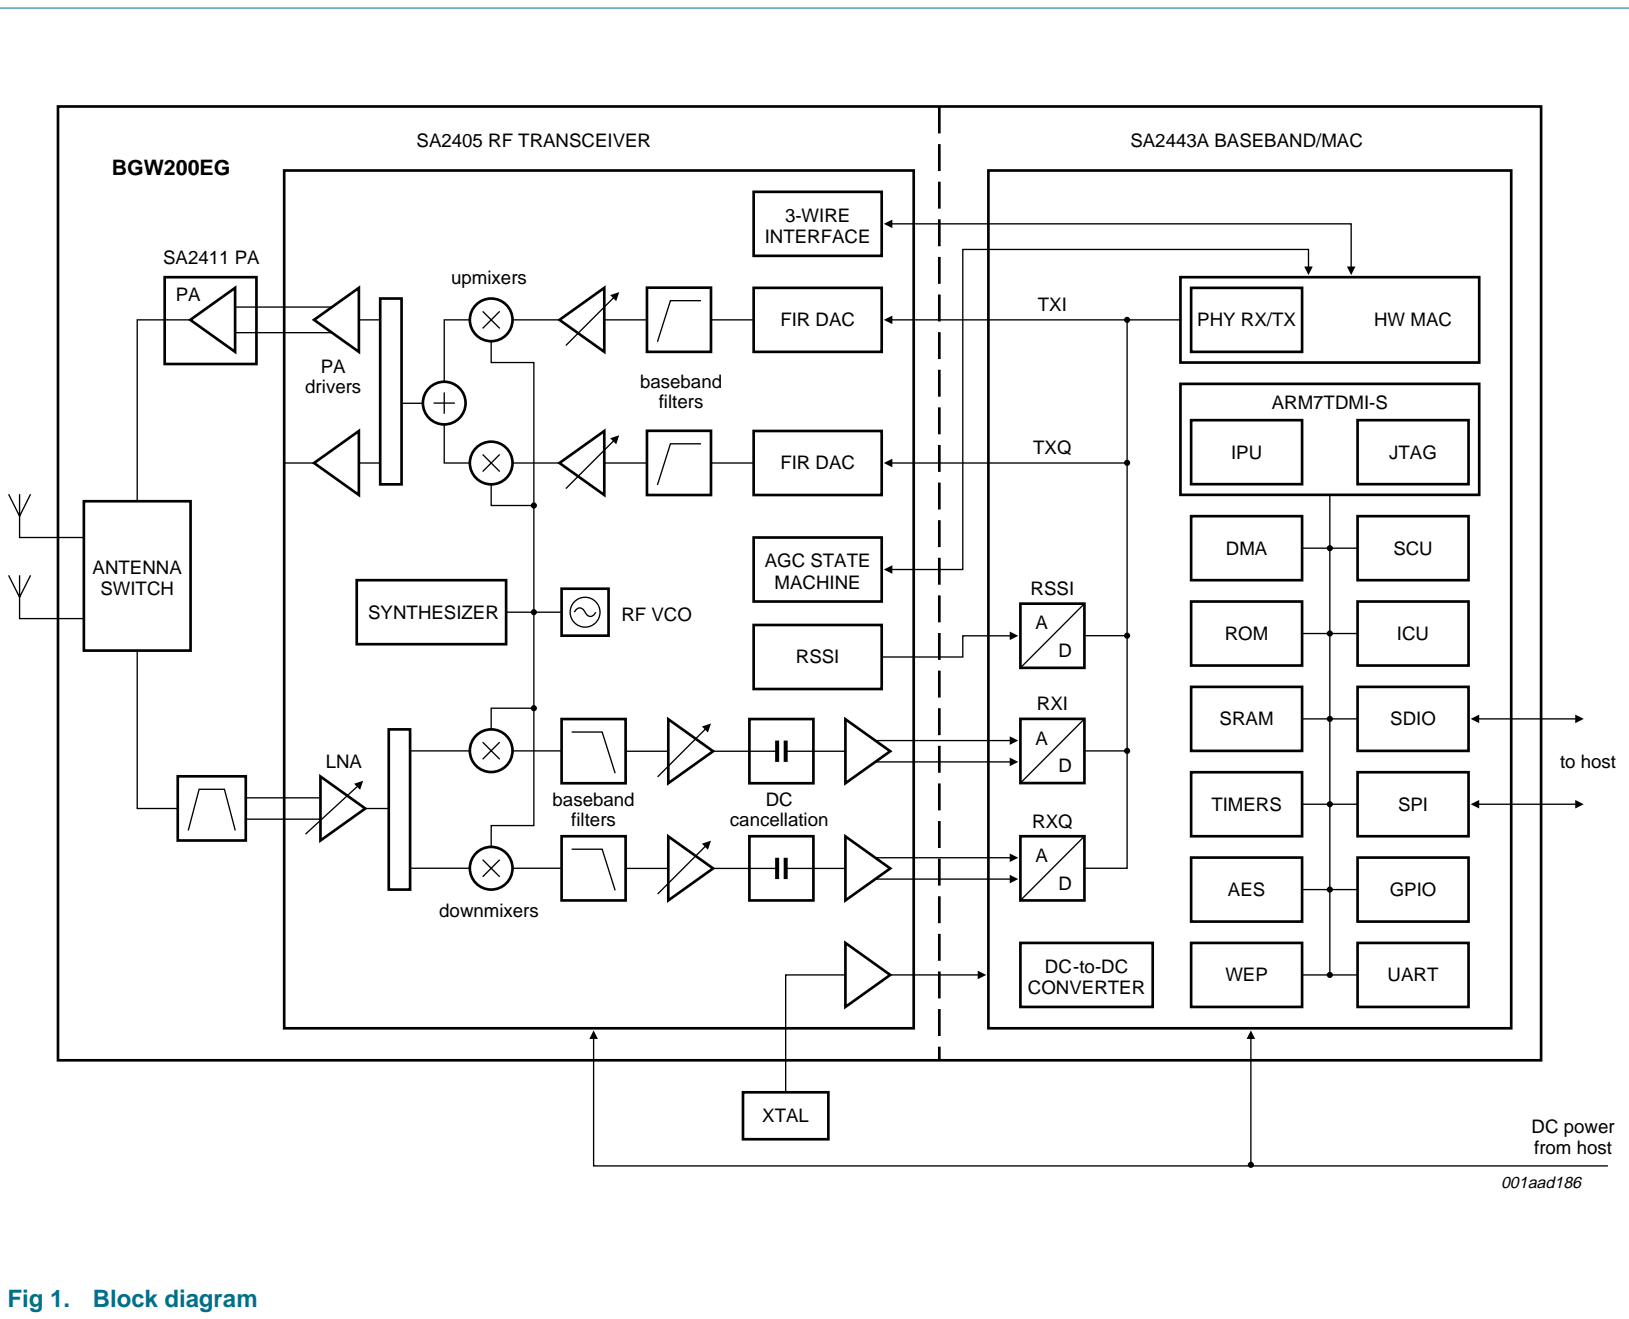 SA2405 RF TRANSCEIVER
SA2443A BASEBAND/MAC
BGW200EG
3-WIRE
INTERFACE
SA2411 PA
PA
upmixers
FIR DAC
TXI
PHY RX/TX
HW MAC
PA
drivers
baseband
filters
ARM7TDMI-S
IPU
JTAG
FIR DAC
TXQ
ANTENNA
SWITCH
AGC STATE
MACHINE
DMA
SCU
SYNTHESIZER
RF VCO
RSSI
RSSI
A
D
ROM
ICU
RXI
A
D
SRAM
SDIO
to host
LNA
baseband
filters
DC
cancellation
RXQ
A
D
TIMERS
SPI
downmixers
AES
GPIO
DC-to-DC
CONVERTER
WEP
UART
XTAL
DC power
from host
001aad186
Fig 1. Block diagram